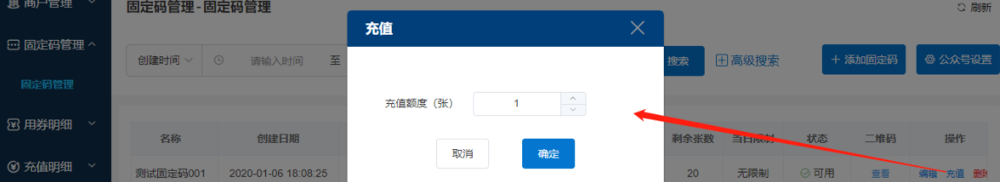 商户管理
固定码管理 - 固定码管理
刷新
充值
固定码管理
创建时间
请输入时间
至
搜索
高级搜索
添加固定码
公众号设置
固定码管理
充值额度（张）
1
用券明细
名称
创建日期
剩余张数
当日限制
状态
二维码
操作
取消
确定
充值明细
测试固定码001
2020-01-06 18:08:25
20
无限制
可用
查看
编辑
充值
删除